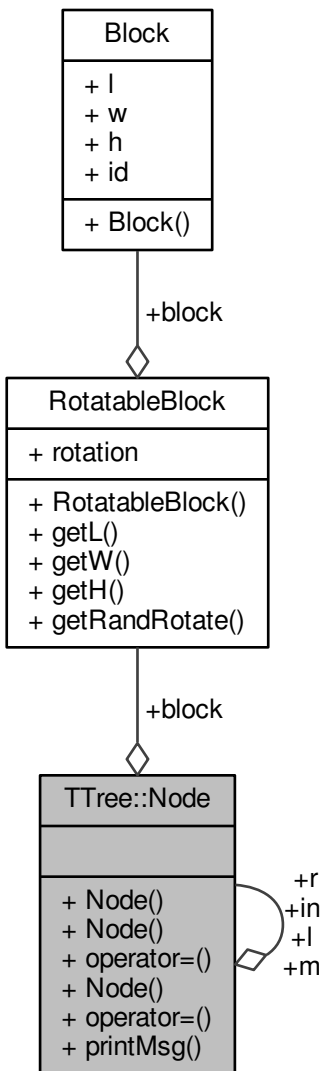 Block
+ l
+ w
+ h
+ id
+ Block()
+block
RotatableBlock
+ rotation
+ RotatableBlock()
+ getL()
+ getW()
+ getH()
+ getRandRotate()
+block
TTree::Node
+ Node()
+ Node()
+ operator=()
+ Node()
+ operator=()
+ printMsg()
+r
+in
+l
+m